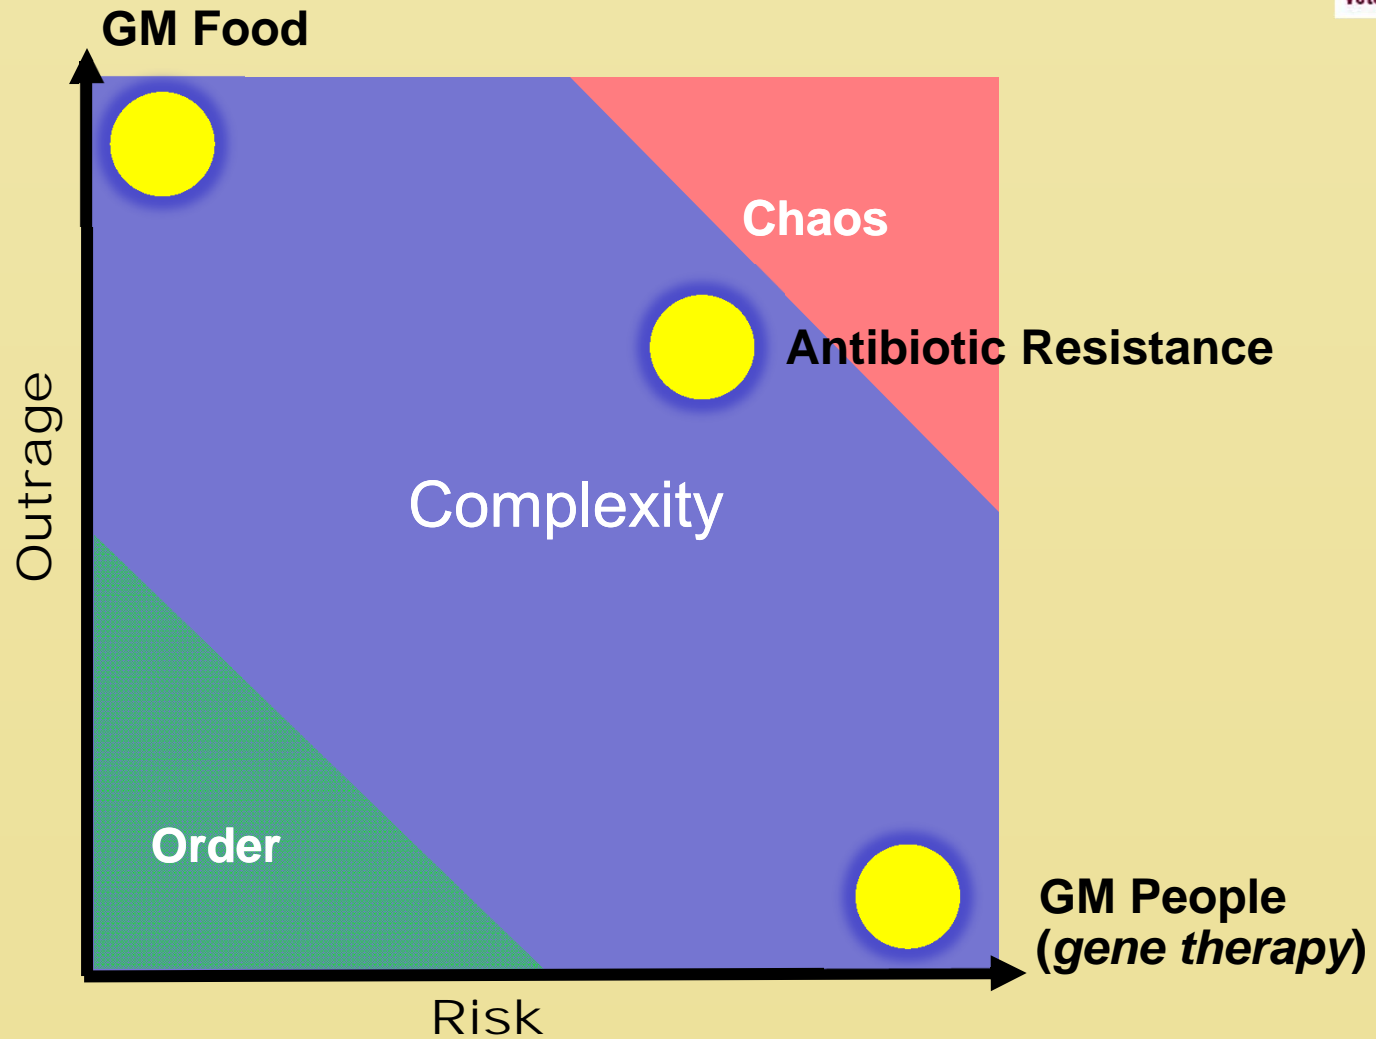 GM Food
Chaos
Antibiotic Resistance
Outrage
Complexity
Order
GM People
(gene therapy)
Risk